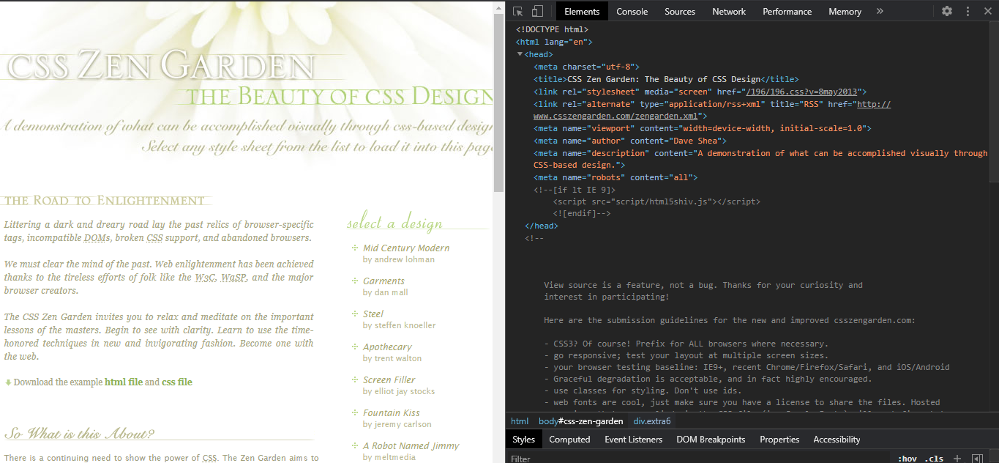 CSS ZEN GARDEN
THE BEAUTY OF CSS DESIGN
A demonstration of what can be accomplished visually through css-based design
Select any style sheet from the list to load it into this page
THE ROAD TO ENLIGHTENMENT
Littering a dark and dreary road lay the past relics of browser-specific
tags, incompatible DOMs, broken CSS support, and abandoned browsers.
We must clear the mind of the past. Web enlightenment has been achieved
thanks to the tireless efforts of folk like the W3C, WaSP, and the major
browser creators.
The CSS Zen Garden invites you to relax and meditate on the important
lessons of the masters. Begin to see with clarity. Learn to use the time-
honored techniques in new and invigorating fashion. Become one with
the web.
Download the example html file and css file
So What is this About?
There is a continuing need to show the power of CSS. The Zen Garden aims to
select a design
Mid Century Modern
by andrew lohman
Garments
by dan mall
Steel
by steffen knoeller
Apothecary
by trent walton
Screen Filler
by elliot jay stocks
Fountain Kiss
by jeremy carlson
A Robot Named Jimmy
by meltmedia
Elements Console Sources Network Performance Memory »
<!DOCTYPE html>
<html lang="en">
<head>
<meta charset="utf-8">
<title>CSS Zen Garden: The Beauty of CSS Design</title>
<link rel="stylesheet" media="screen" href="/196/196.css?v=8may2013">
<link rel="alternate" type="application/rss+xml" title="RSS" href="http://
www.csszengarden.com/zengarden.xml">
<meta name="viewport" content="width=device-width, initial-scale=1.0">
<meta name="author" content="Dave Shea">
<meta name="description" content="A demonstration of what can be accomplished visually through
CSS-based design.">
<meta name="robots" content="all">
<!--[if lt IE 9]>
<script src="script/html5shiv.js"></script>
<![endif]-->
</head>
<!--
View source is a feature, not a bug. Thanks for your curiosity and
interest in participating!
Here are the submission guidelines for the new and improved csszengarden.com:
- CSS3? Of course! Prefix for ALL browsers where necessary.
- go responsive; test your layout at multiple screen sizes.
- your browser testing baseline: IE9+, recent Chrome/Firefox/Safari, and iOS/Android
- Graceful degradation is acceptable, and in fact highly encouraged.
- use classes for styling. Don't use ids.
- web fonts are cool, just make sure you have a license to share the files. Hosted
html body#css-zen-garden div.extra6
Styles Computed Event Listeners DOM Breakpoints Properties Accessibility
Filter :hov .cls +